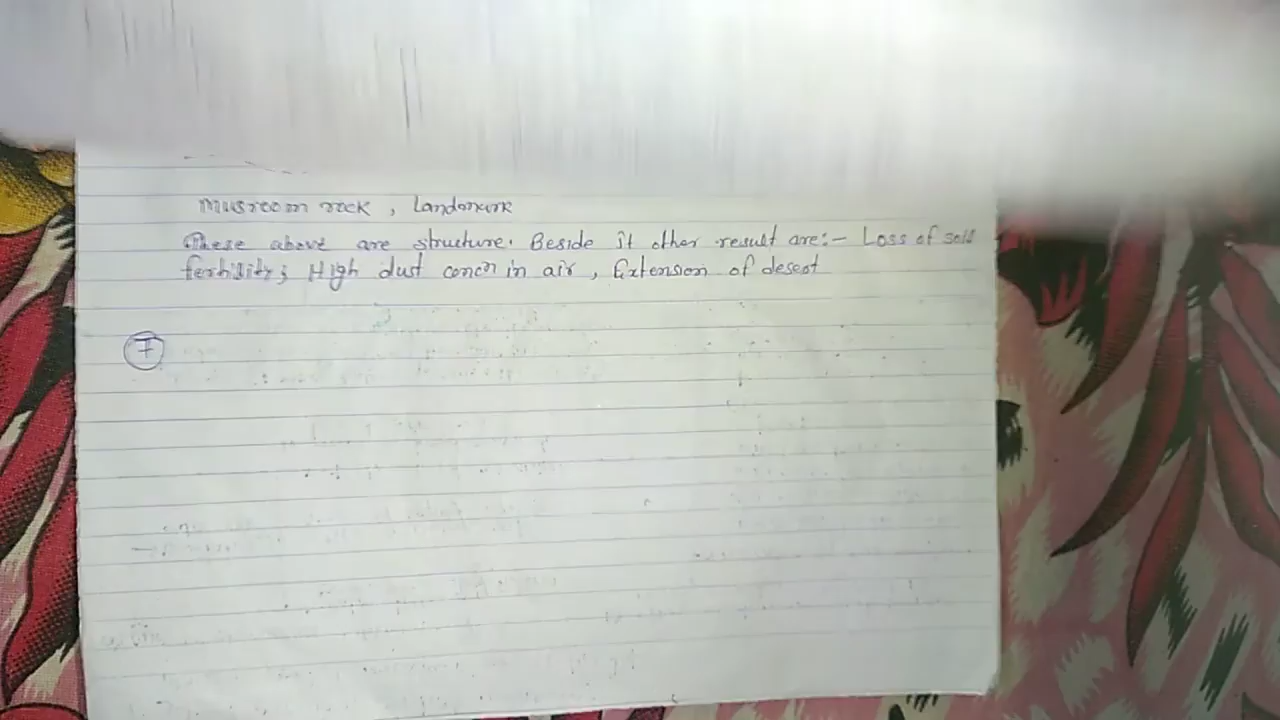 Musroom rock , Landmark
These above are structure. Beside it other result are:- Loss of soil
fertility; High dust concn in air , Extension of desert
7